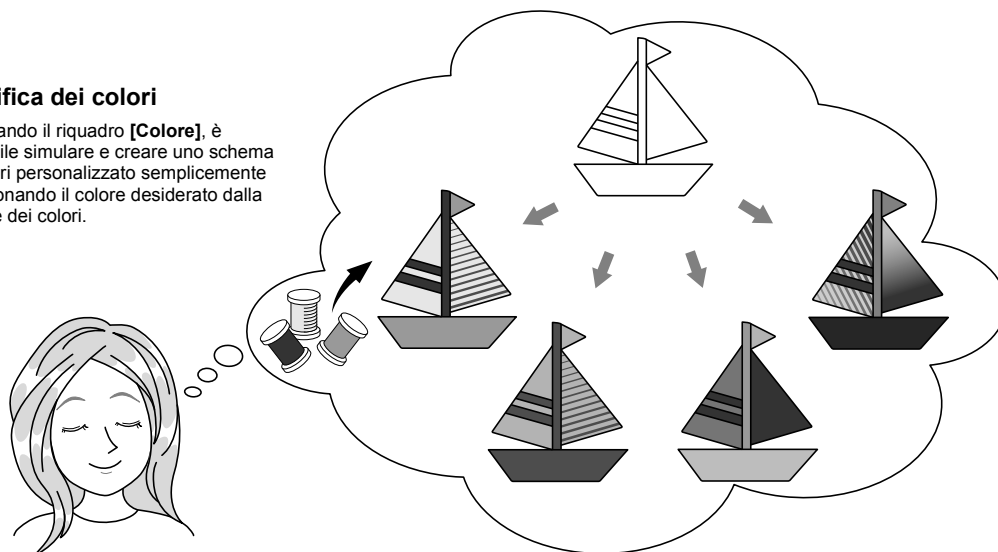 ifica dei colori
ando il riquadro [Colore], è
ile simulare e creare uno schema
ri personalizzato semplicemente
onando il colore desiderato dalla
e dei colori.